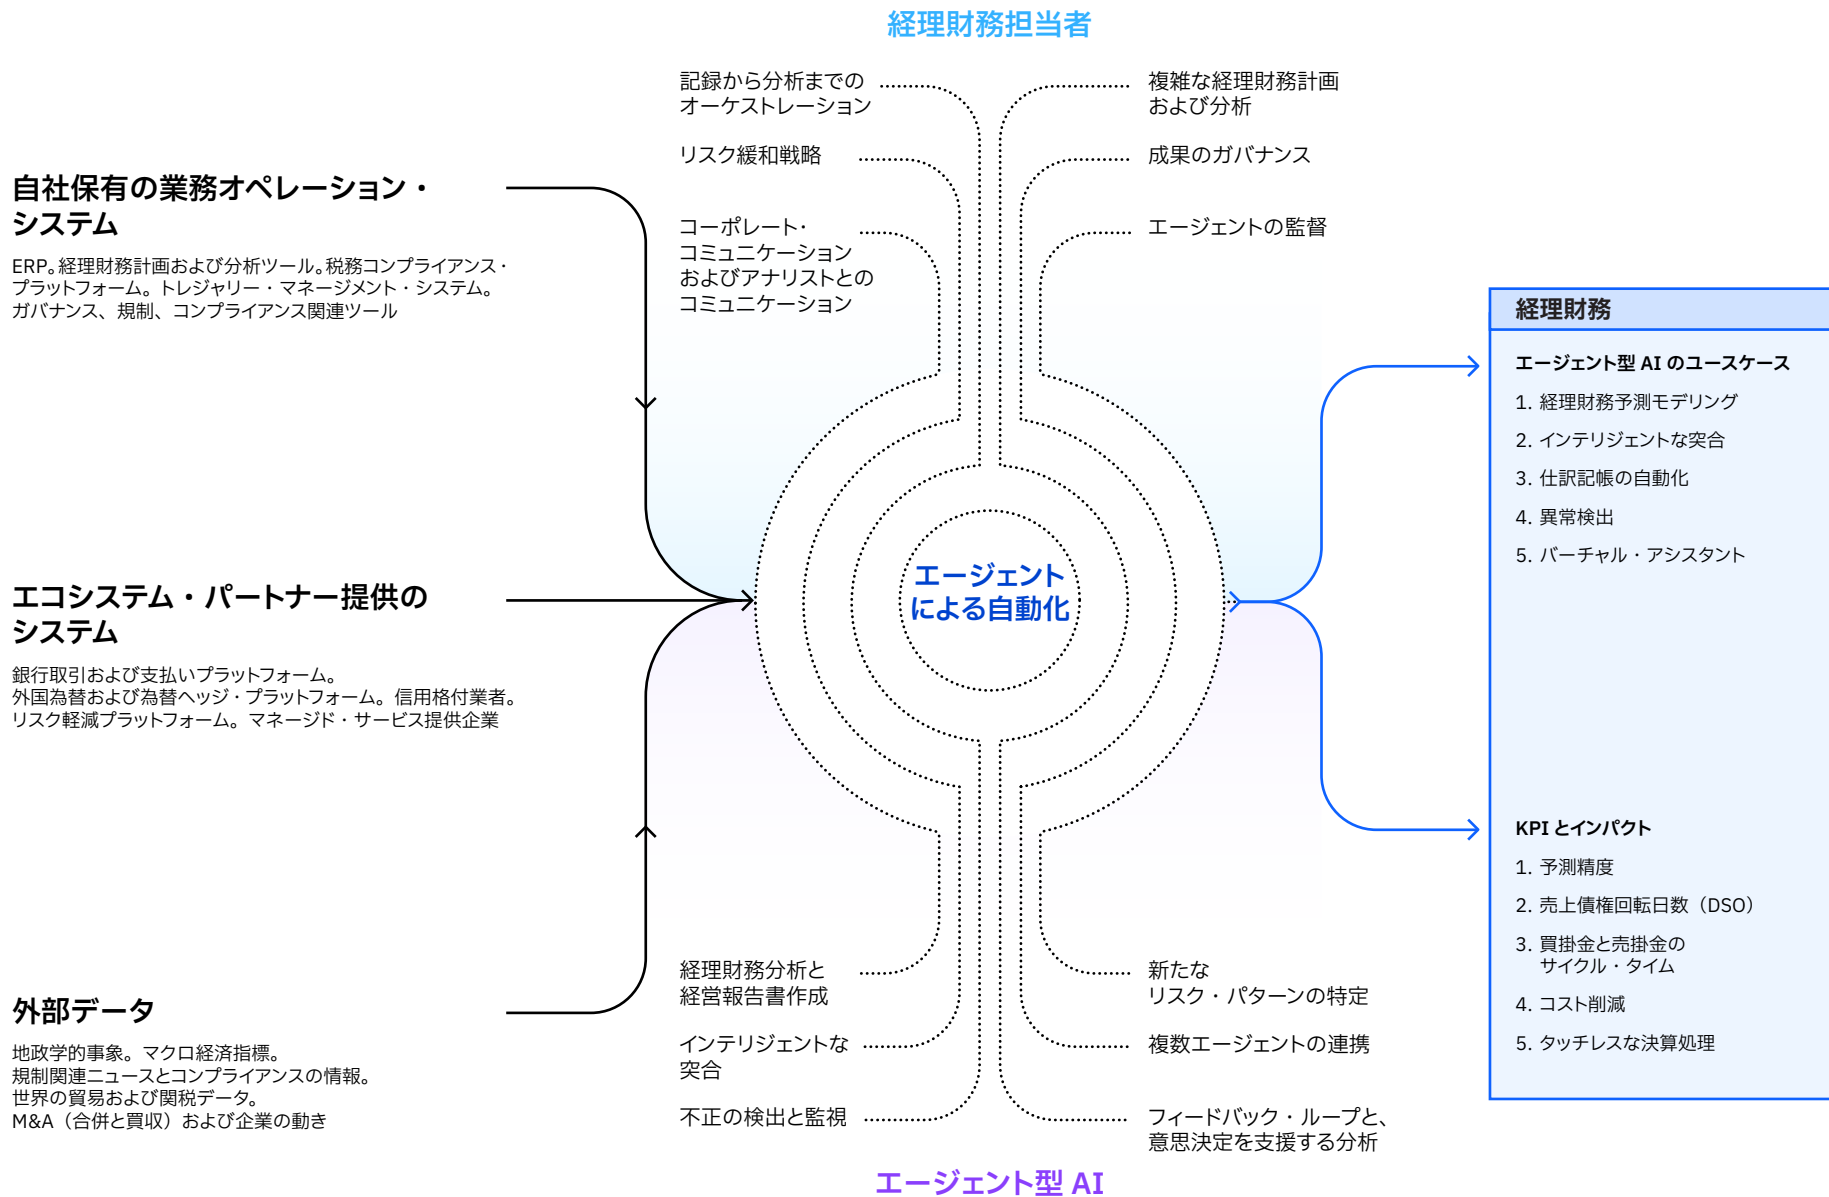 経理財務担当者
記録から分析までの
オーケストレーション
リスク緩和戦略
コーポレート・
コミュニケーション
およびアナリストとの
コミュニケーション
複雑な経理財務計画
および分析
成果のガバナンス
エージェントの監督
自社保有の業務オペレーション・
システム
ERP。経理財務計画および分析ツール。税務コンプライアンス・
プラットフォーム。トレジャリー・マネージメント・システム。
ガバナンス、規制、コンプライアンス関連ツール
エコシステム・パートナー提供の
システム
銀行取引および支払いプラットフォーム。
外国為替および為替ヘッジ・プラットフォーム。信用格付業者。
リスク軽減プラットフォーム。マネージド・サービス提供企業
外部データ
地政学的事象。マクロ経済指標。
規制関連ニュースとコンプライアンスの情報。
世界の貿易および関税データ。
M&A（合併と買収）および企業の動き
エージェント
による自動化
経理財務分析と
経営報告書作成
インテリジェントな
突合
不正の検出と監視
新たな
リスク・パターンの特定
複数エージェントの連携
フィードバック・ループと、
意思決定を支援する分析
エージェント型 AI
経理財務
エージェント型 AI のユースケース
1. 経理財務予測モデリング
2. インテリジェントな突合
3. 仕訳記帳の自動化
4. 異常検出
5. バーチャル・アシスタント
KPI とインパクト
1. 予測精度
2. 売上債権回転日数（DSO）
3. 買掛金と売掛金の
サイクル・タイム
4. コスト削減
5. タッチレスな決算処理